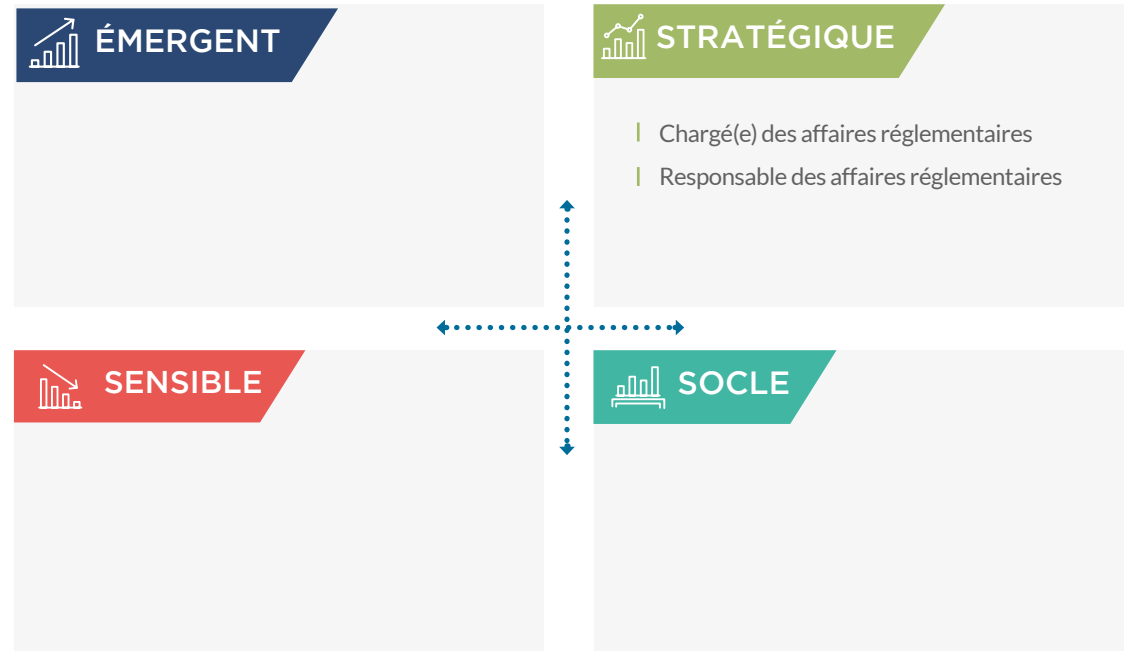 ÉMERGENT
STRATÉGIQUE
Chargé(e) des affaires réglementaires
Responsable des affaires réglementaires
SENSIBLE
SOCLE